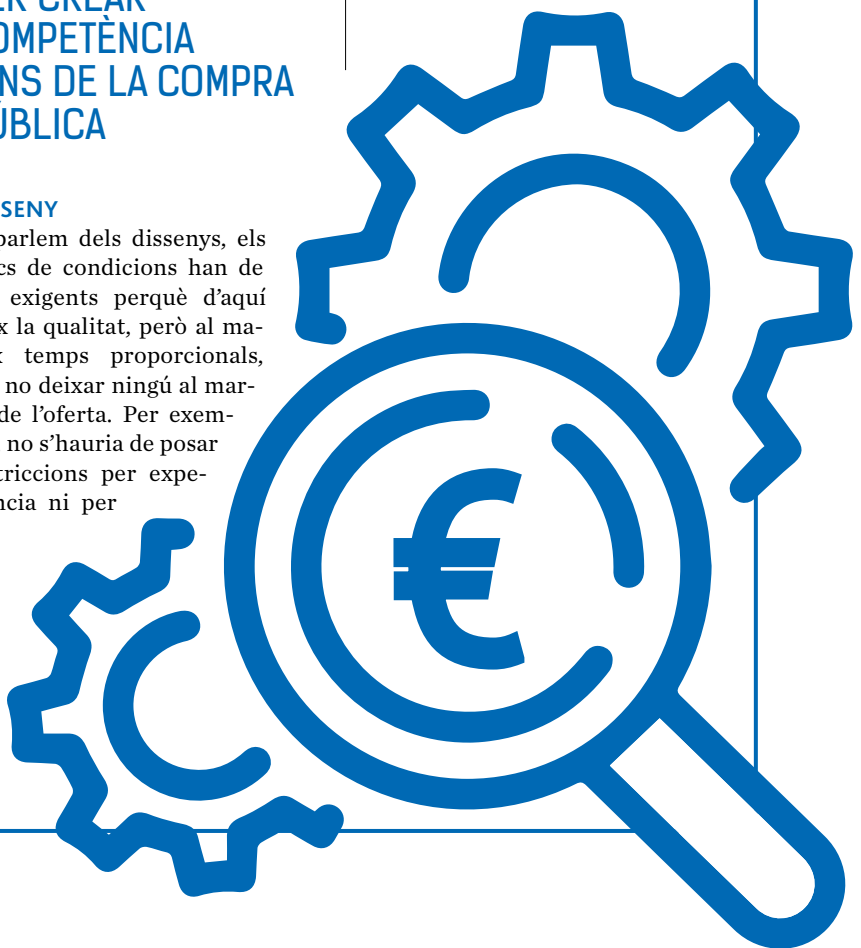 ER CREAR
OMPETÈNCIA
NS DE LA COMPRA
ÚBLICA
SENY
parlem dels dissenys, els
cs de condicions han de
exigents perquè d'aquí
x la qualitat, però al ma-
x temps proporcionals,
no deixar ningú al mar-
de l'oferta. Per exem-
no s'hauria de posar
triccions per expe-
ncia ni per
€